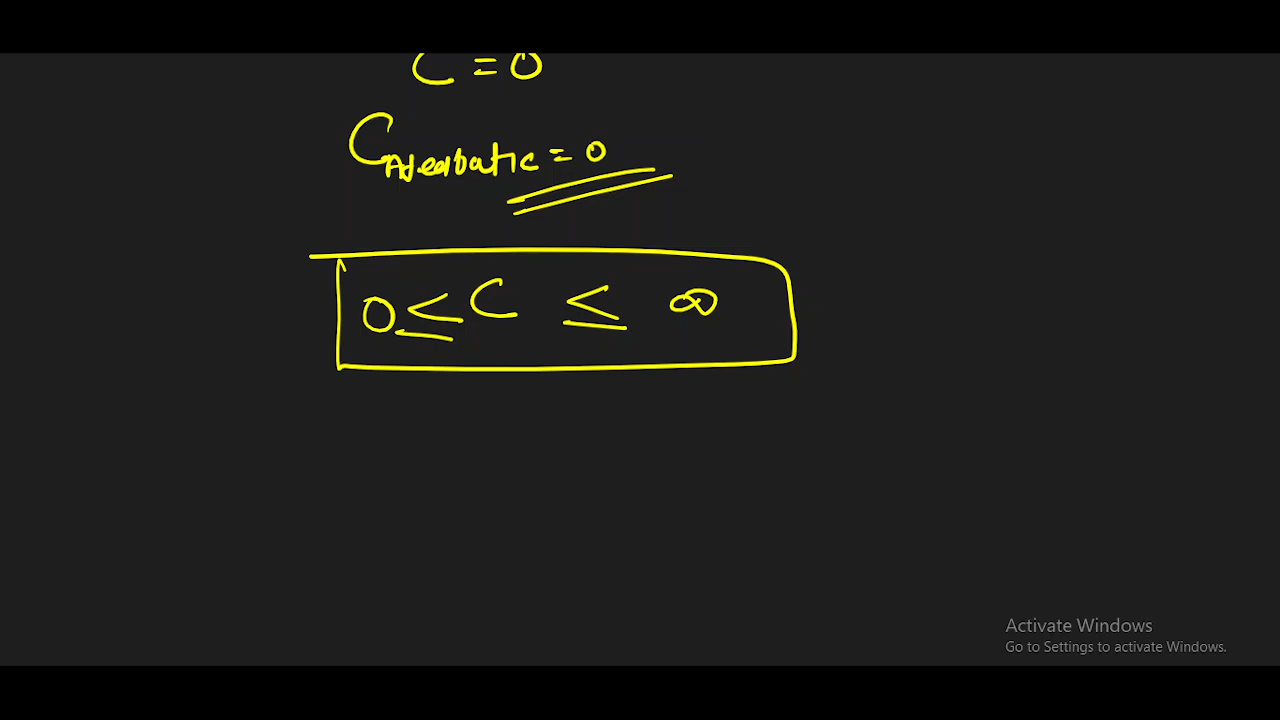 C = 0
C Adeabatic = 0
0 ≤ C ≤ ∞
Activate Windows
Go to Settings to activate Windows.